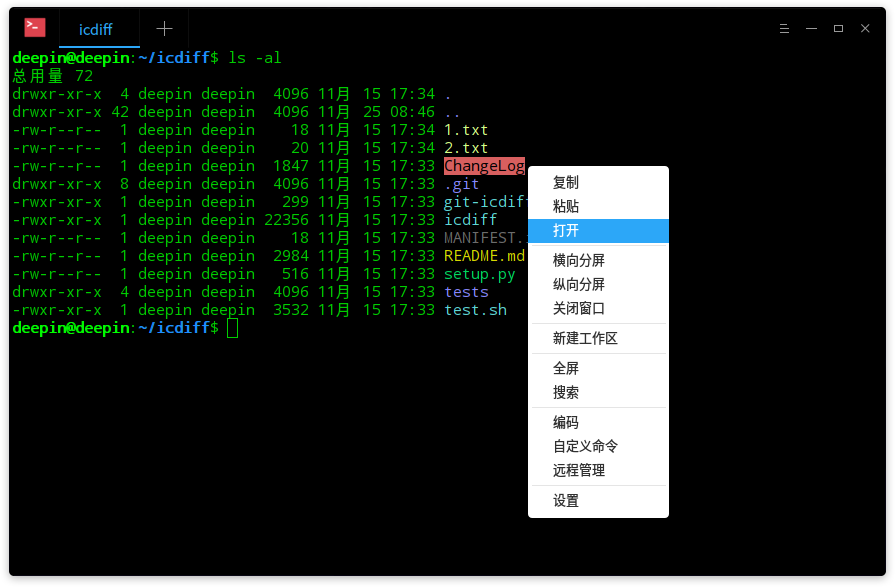 icdiff
deepin@deepin:~/icdiff$ ls -al
总用量 72
drwxr-xr-x  4 deepin deepin  4096 11月 15 17:34 .
drwxr-xr-x 42 deepin deepin  4096 11月 25 08:46 ..
-rw-r--r--  1 deepin deepin    18 11月 15 17:34 1.txt
-rw-r--r--  1 deepin deepin    20 11月 15 17:34 2.txt
-rw-r--r--  1 deepin deepin  1847 11月 15 17:33 ChangeLog
drwxr-xr-x  8 deepin deepin  4096 11月 15 17:33 .git
-rwxr-xr-x  1 deepin deepin   299 11月 15 17:33 git-icdif
-rwxr-xr-x  1 deepin deepin 22356 11月 15 17:33 icdiff
-rw-r--r--  1 deepin deepin    18 11月 15 17:33 MANIFEST.
-rw-r--r--  1 deepin deepin  2984 11月 15 17:33 README.md
-rw-r--r--  1 deepin deepin   516 11月 15 17:33 setup.py
drwxr-xr-x  4 deepin deepin  4096 11月 15 17:33 tests
-rwxr-xr-x  1 deepin deepin  3532 11月 15 17:33 test.sh
deepin@deepin:~/icdiff$
复制
粘贴
打开
横向分屏
纵向分屏
关闭窗口
新建工作区
全屏
搜索
编码
自定义命令
远程管理
设置